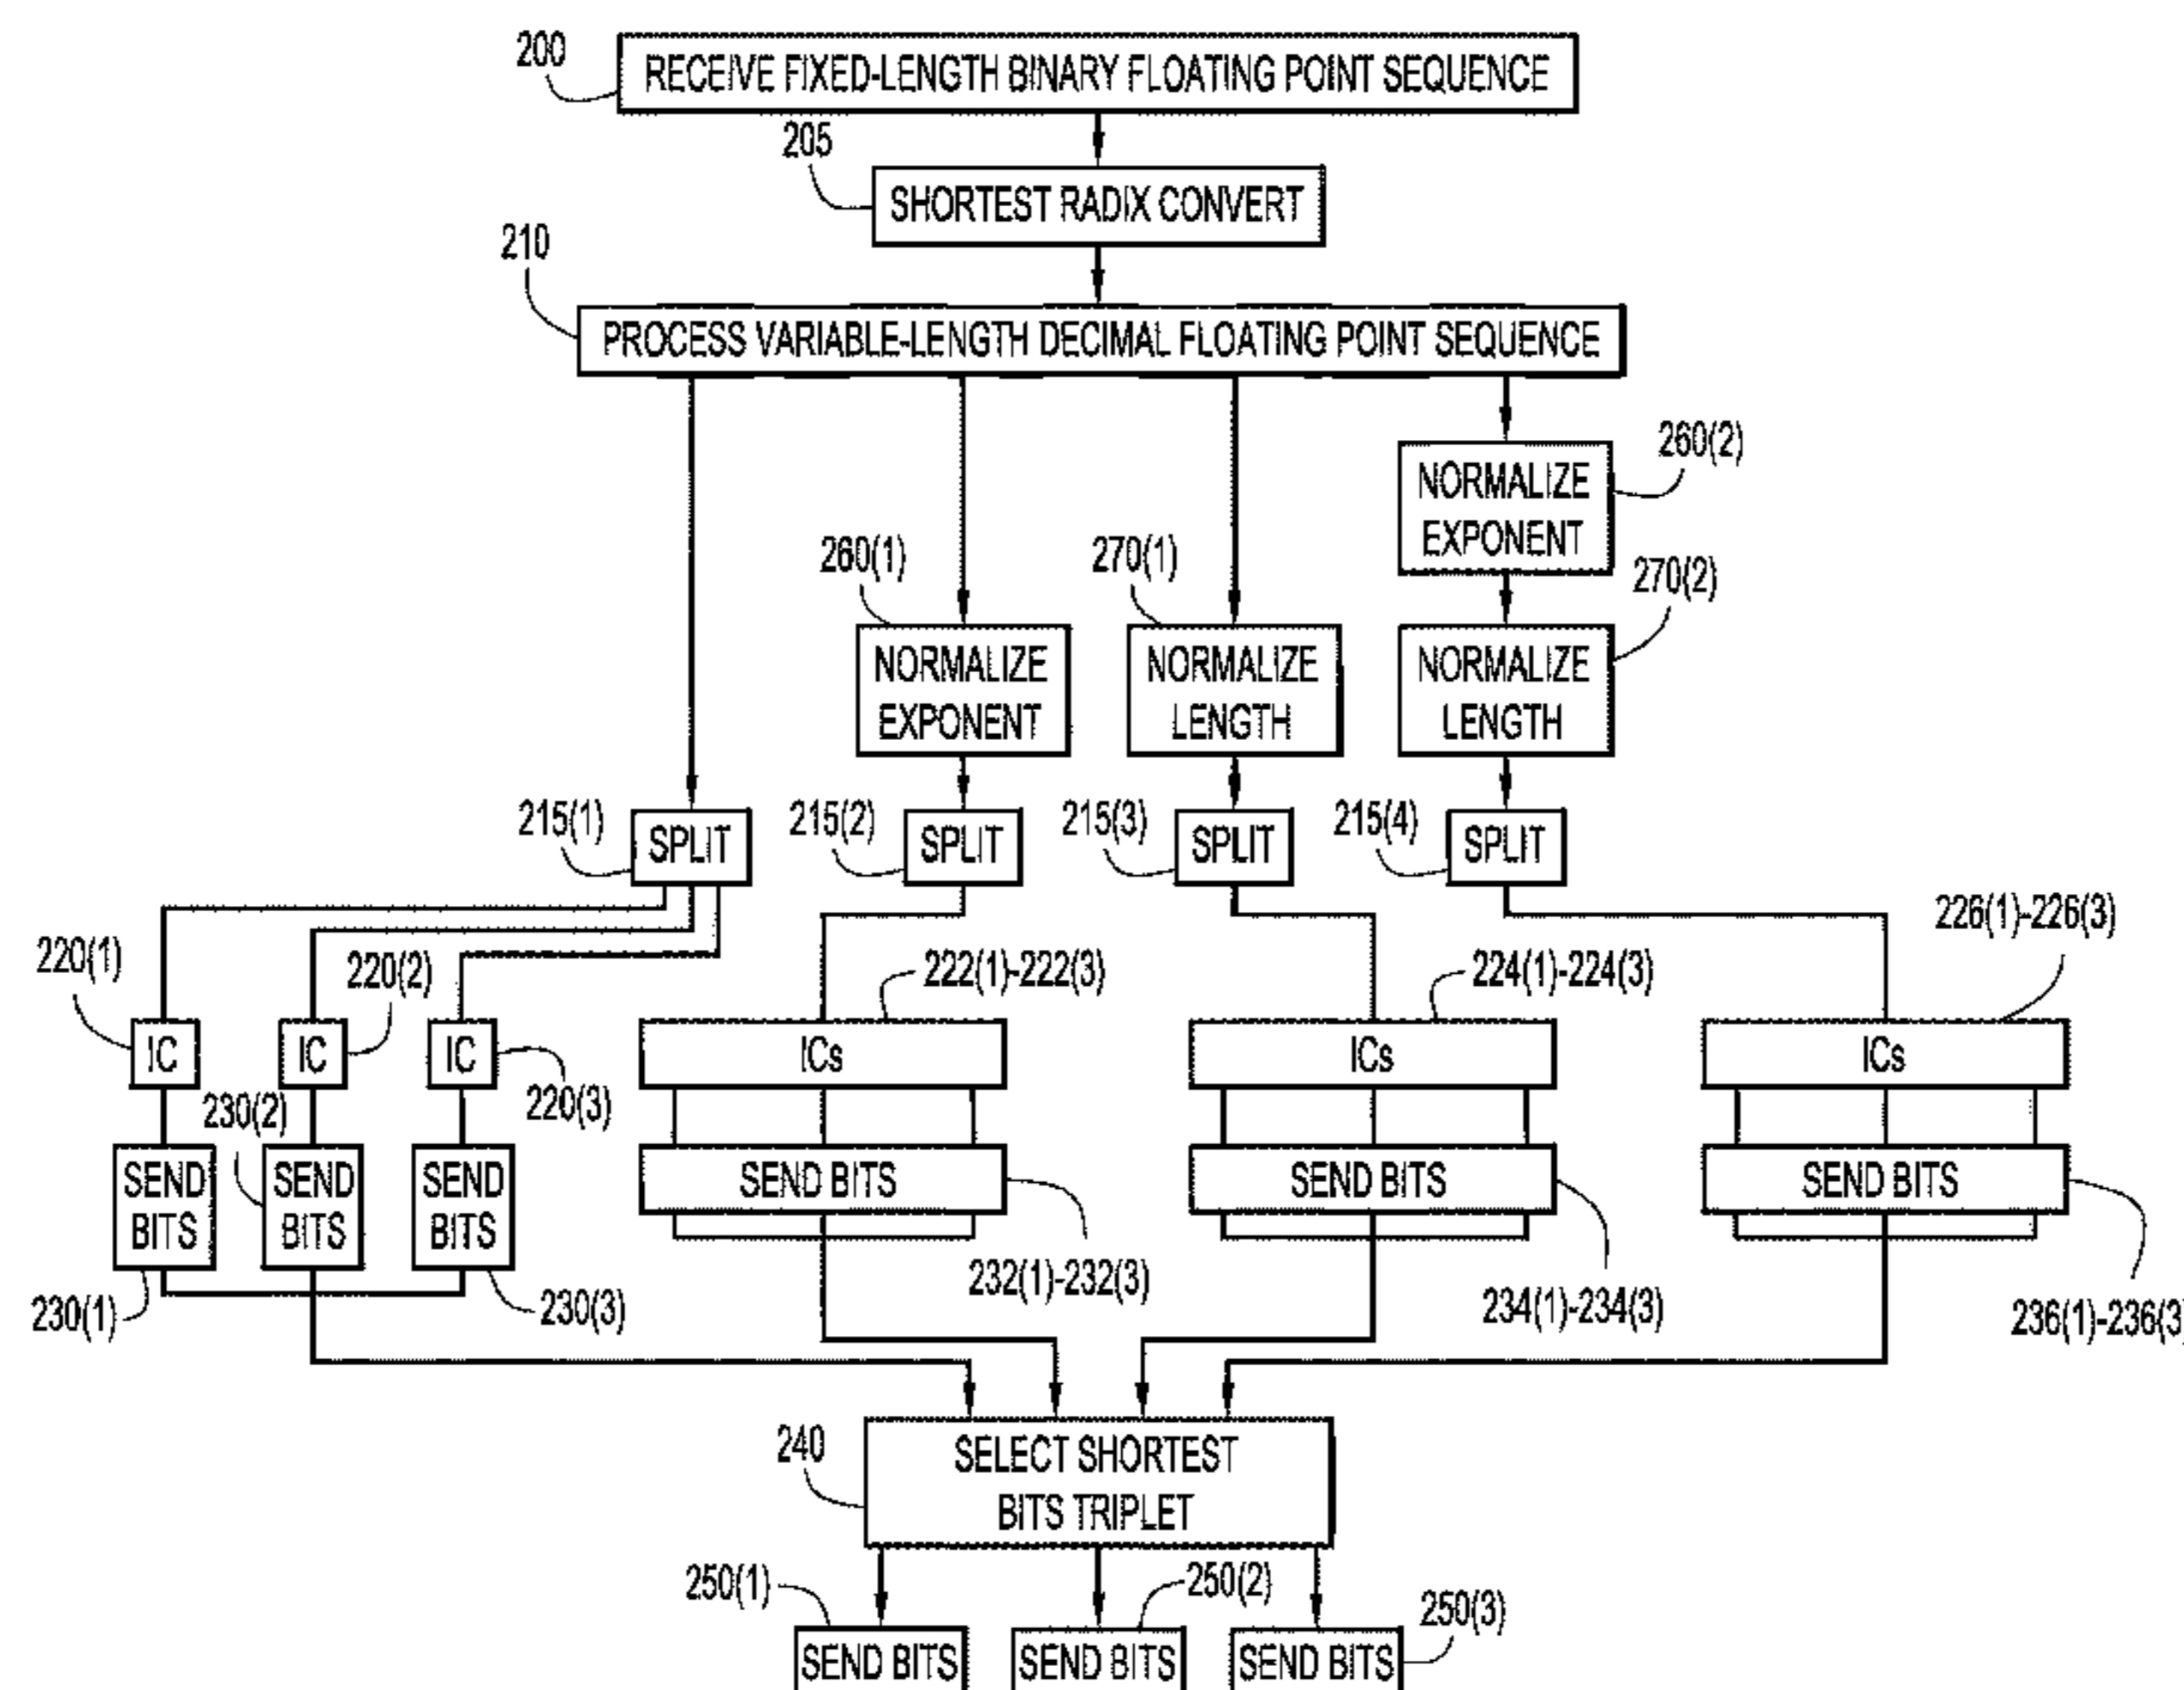 200
RECEIVE FIXED-LENGTH BINARY FLOATING POINT SEQUENCE
205
SHORTEST RADIX CONVERT
210
PROCESS VARIABLE-LENGTH DECIMAL FLOATING POINT SEQUENCE
260(2)
NORMALIZE
EXPONENT
260(1)
270(1)
270(2)
NORMALIZE
EXPONENT
NORMALIZE
LENGTH
NORMALIZE
LENGTH
215(1)
SPLIT
215(2)
SPLIT
215(3)
SPLIT
215(4)
SPLIT
220(1)
220(2)
222(1)-222(3)
224(1)-224(3)
226(1)-226(3)
IC
IC
IC
220(3)
ICs
ICs
ICs
230(2)
SEND
BITS
SEND
BITS
SEND
BITS
SEND BITS
SEND BITS
SEND BITS
230(1)
230(3)
232(1)-232(3)
234(1)-234(3)
236(1)-236(3)
240
SELECT SHORTEST
BITS TRIPLET
250(1)
250(2)
250(3)
SEND BITS
SEND BITS
SEND BITS